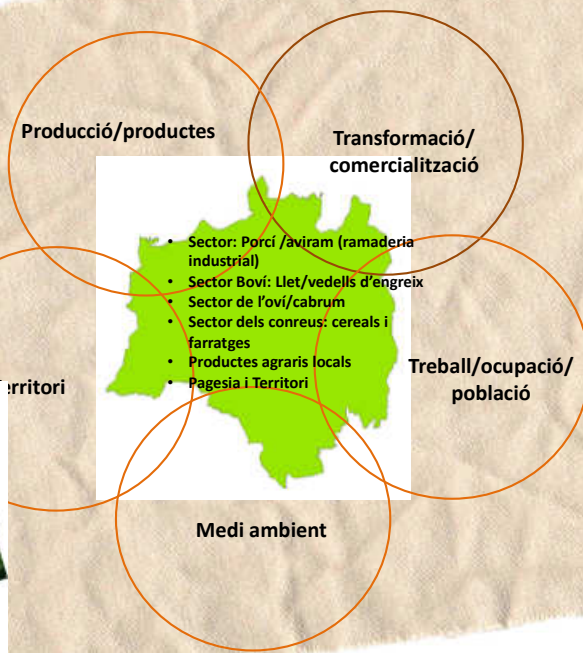 Producció/productes
Transformació/
comercialització
• Sector: Porcí /aviram (ramaderia
industrial)
• Sector Boví: Llet/vedells d’engreix
• Sector de l’oví/cabrum
• Sector dels conreus: cereals i
farratges
• Productes agraris locals
• Pagesia i Territori
erritori
Treball/ocupació/
població
Medi ambient